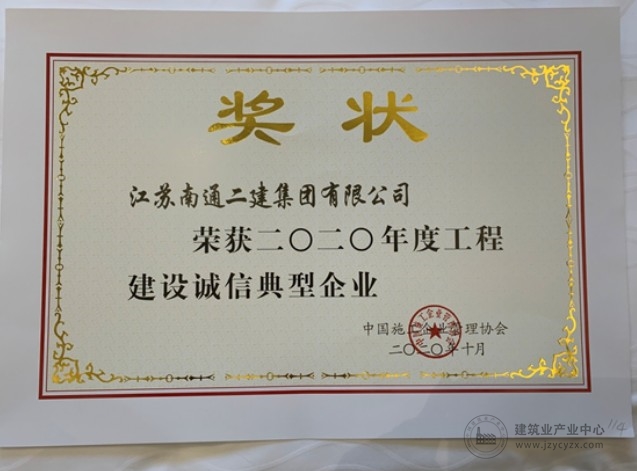 奖状
江苏南通二建集团有限公司
荣获二〇二〇年度工程
建设诚信典型企业
中国施工企业管理协会
二〇二〇年十月
建筑业产业中心
www.jzycyzx.com